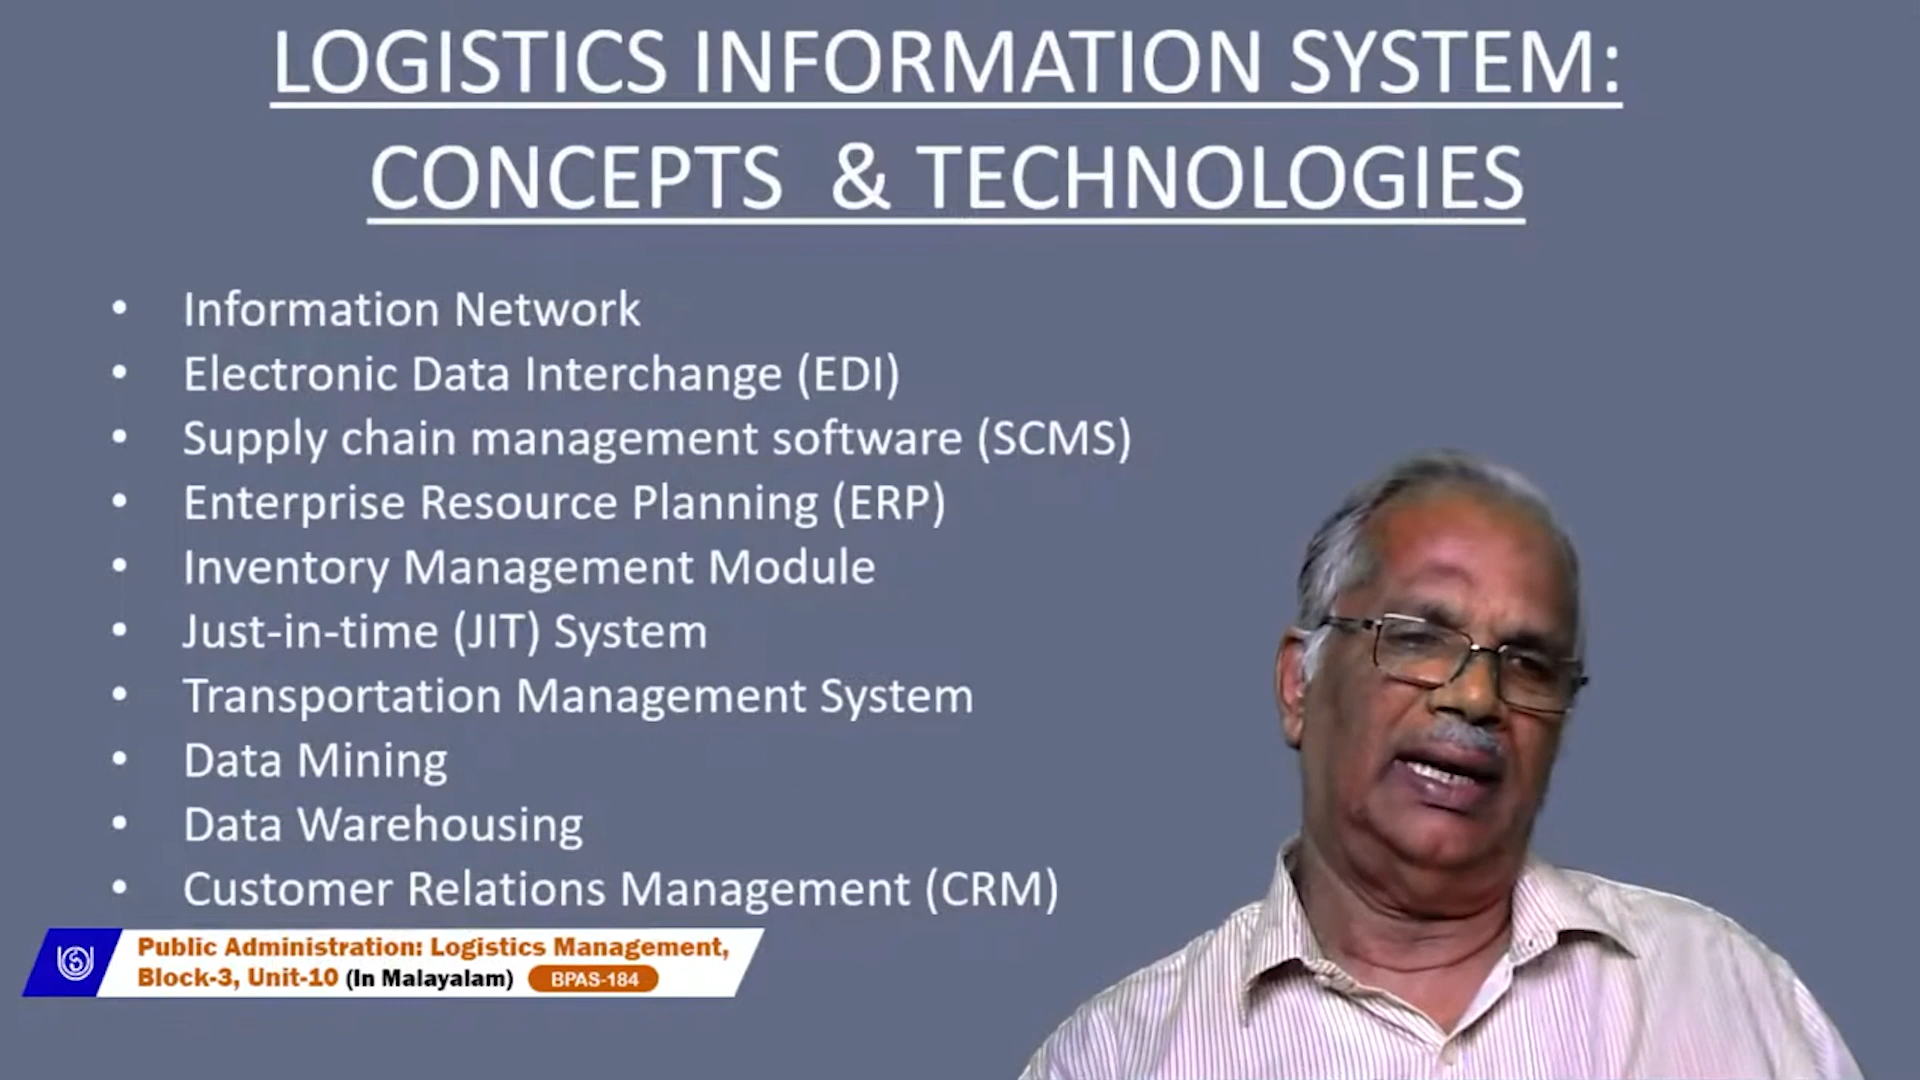 LOGISTICS INFORMATION SYSTEM:
CONCEPTS & TECHNOLOGIES
• Information Network
• Electronic Data Interchange (EDI)
• Supply chain management software (SCMS)
• Enterprise Resource Planning (ERP)
• Inventory Management Module
• Just-in-time (JIT) System
• Transportation Management System
• Data Mining
• Data Warehousing
• Customer Relations Management (CRM)
Public Administration: Logistics Management,
Block-3, Unit-10 (In Malayalam) BPAS-184